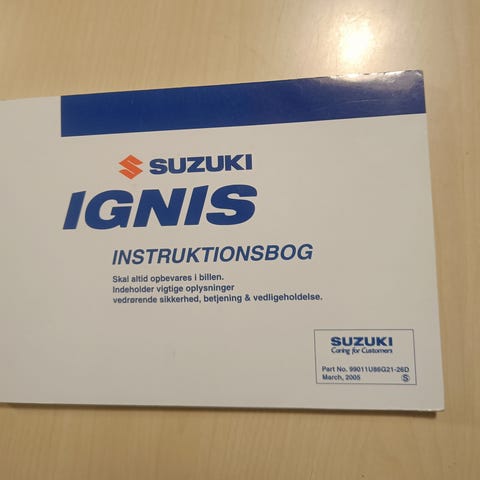 SUZUKI
IGNIS
INSTRUKTIONSBOG
Skal altid opbevares i billen.
Indeholder vigtige oplysninger
vedrørende sikkerhed, betjening & vedligeholdelse.
SUZUKI
Caring for Customers
Part No. 99011U86G21-26D
March, 2005 Ⓢ